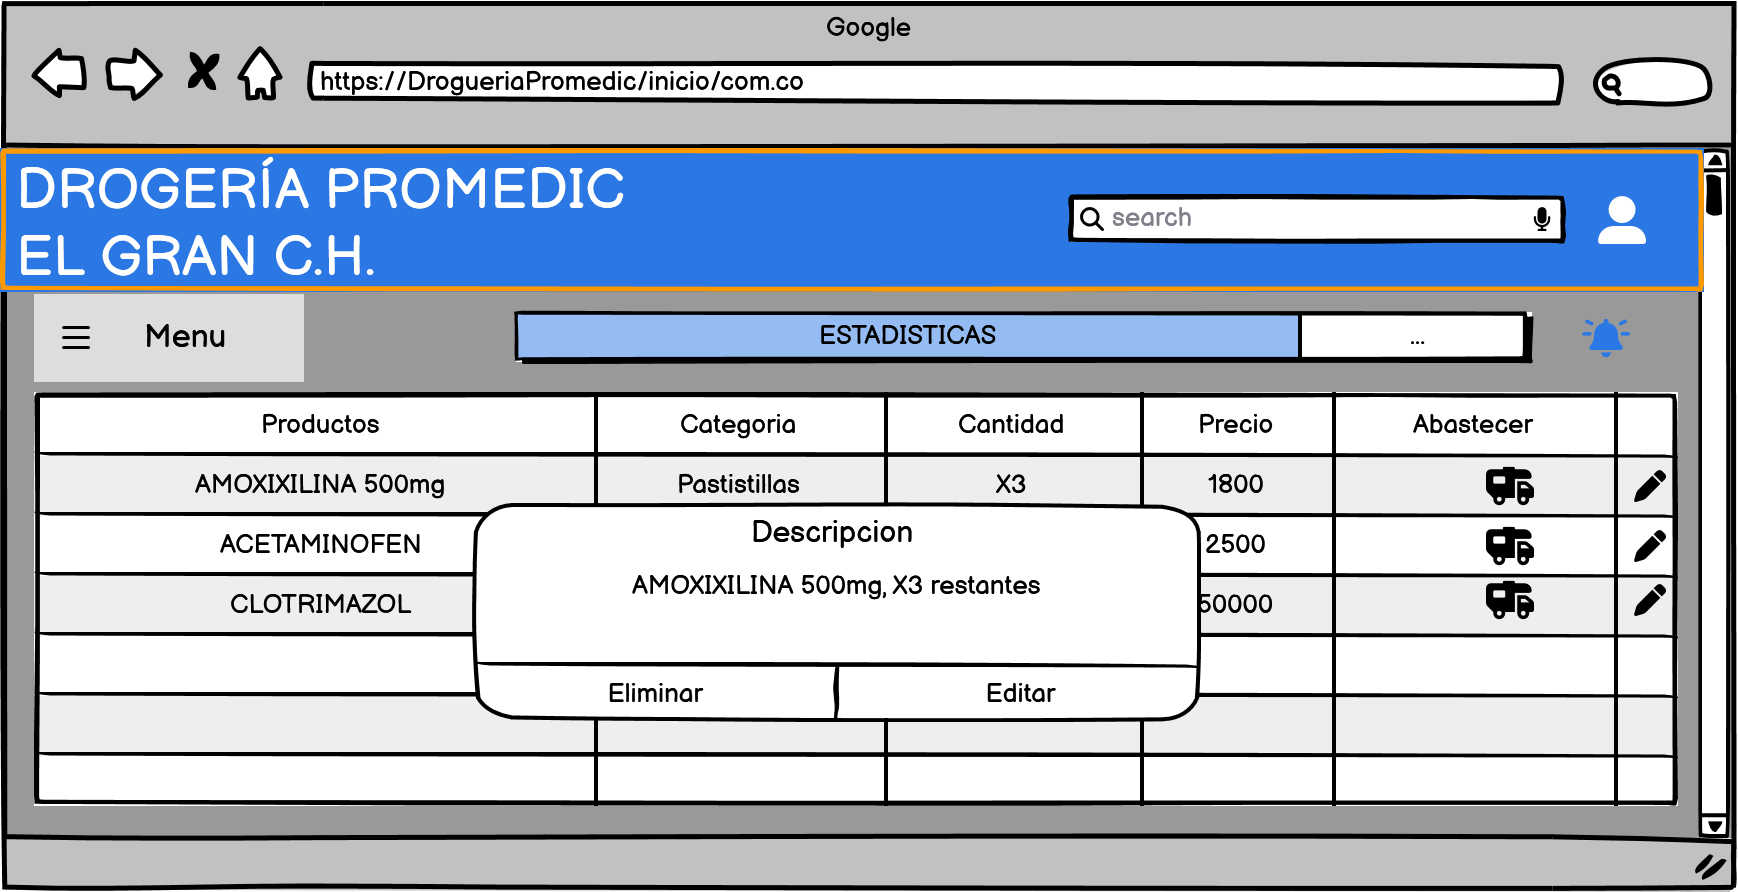 Google
https://DrogueriaPromedic/inicio/com.co
DROGERÍA PROMEDIC
EL GRAN C.H.
search
Menu
ESTADISTICAS
...
Productos Categoria Cantidad Precio Abastecer
AMOXIXILINA 500mg Pastistillas X3 1800
ACETAMINOFEN 2500
CLOTRIMAZOL 50000
Descripcion
AMOXIXILINA 500mg, X3 restantes
Eliminar Editar